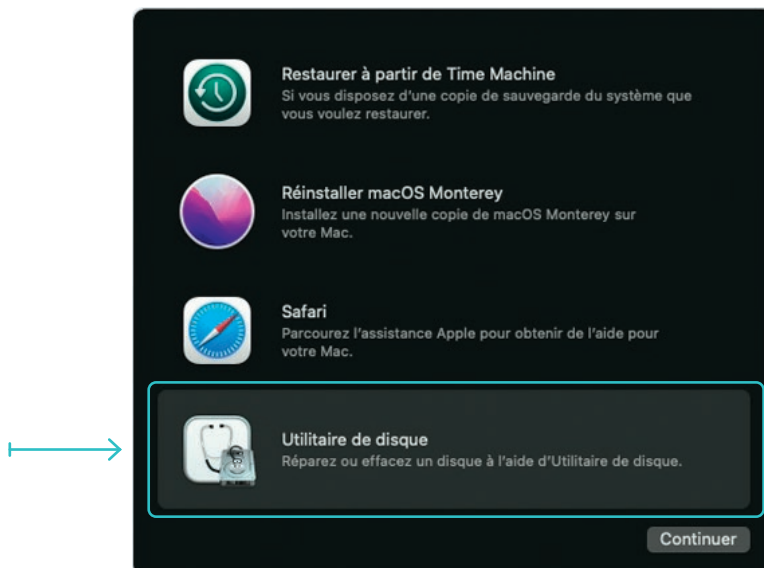 Restaurer à partir de Time Machine
Si vous disposez d'une copie de sauvegarde du système que
vous voulez restaurer.
Réinstaller macOS Monterey
Installez une nouvelle copie de macOS Monterey sur
votre Mac.
Safari
Parcourez l'assistance Apple pour obtenir de l'aide pour
votre Mac.
Utilitaire de disque
Réparez ou effacez un disque à l'aide d'Utilitaire de disque.
Continuer